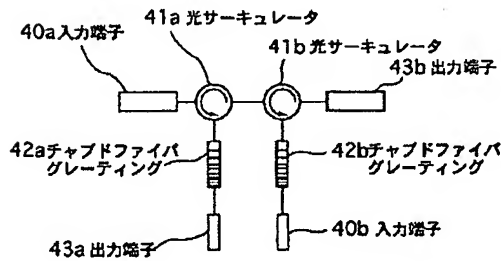 41a 光サーキュレータ
40a 入力端子
41b 光サーキュレータ
43b 出力端子
42aチャプドファイバ
グレーティング
42bチャプドファイバ
グレーティング
43a 出力端子
40b 入力端子